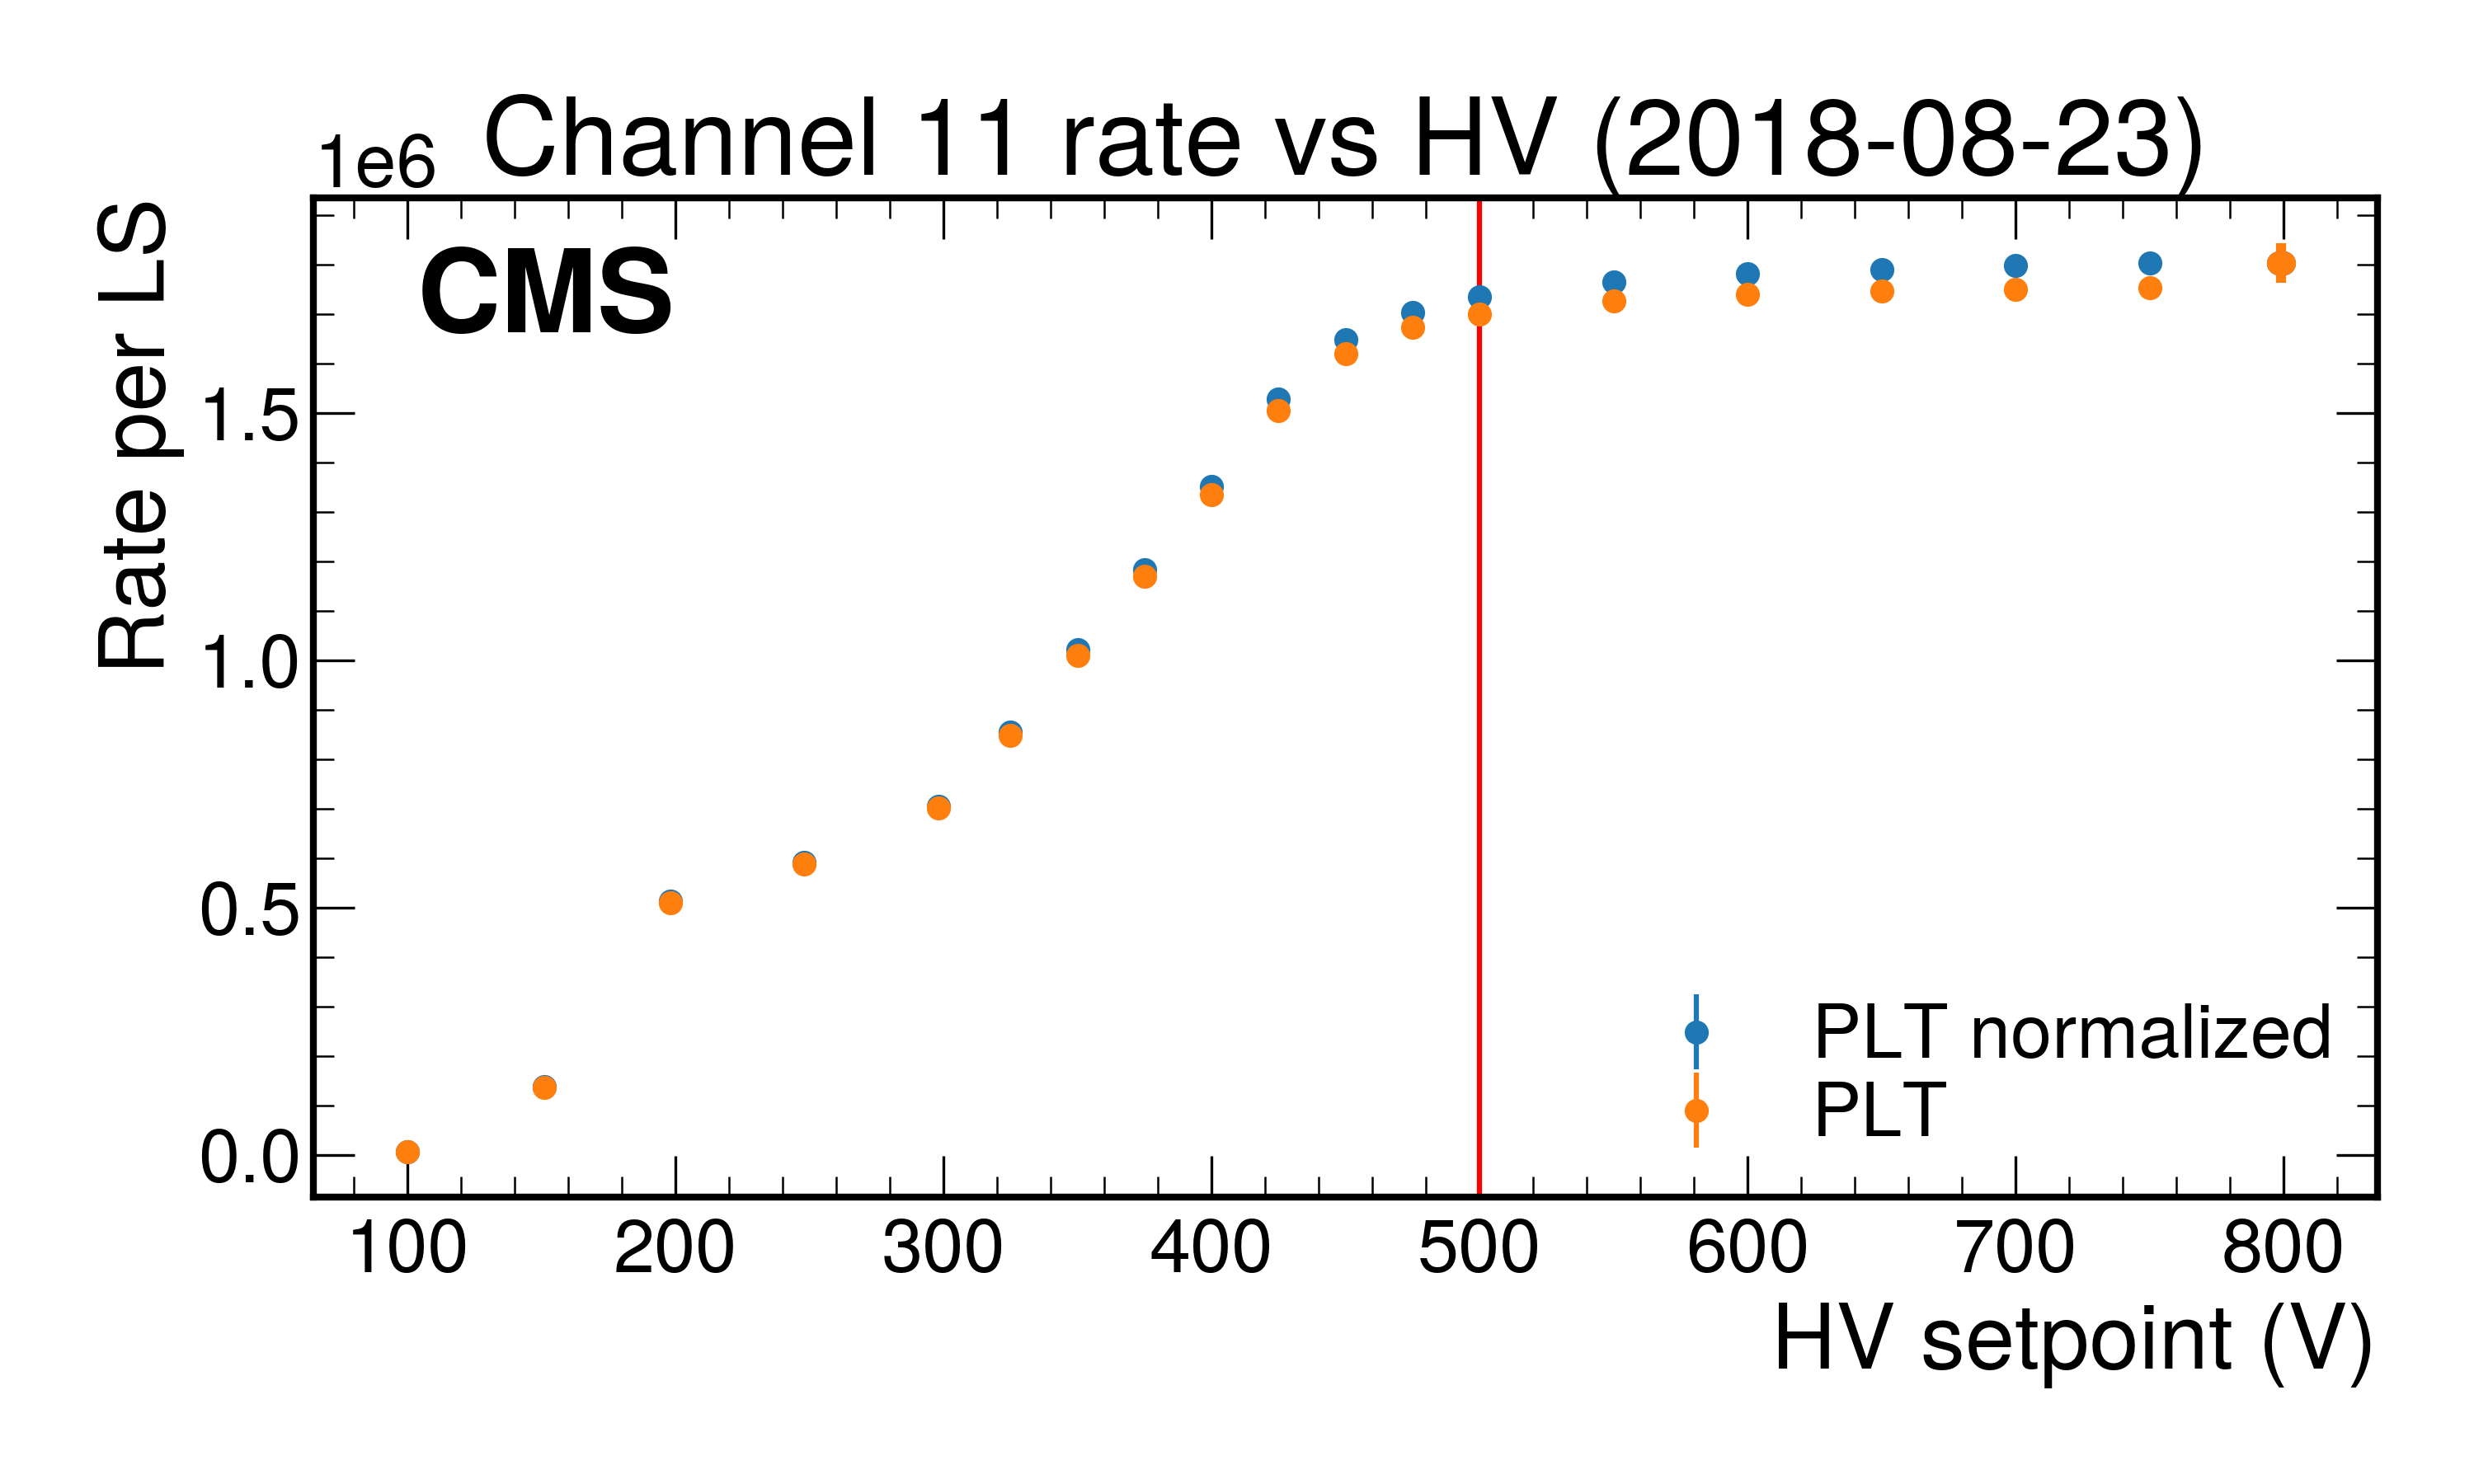 1e6
Channel 11 rate vs HV (2018-08-23)
CMS
Rate per LS
1.5
1.0
0.5
0.0
PLT normalized
PLT
100 200 300 400 500 600 700 800
HV setpoint (V)